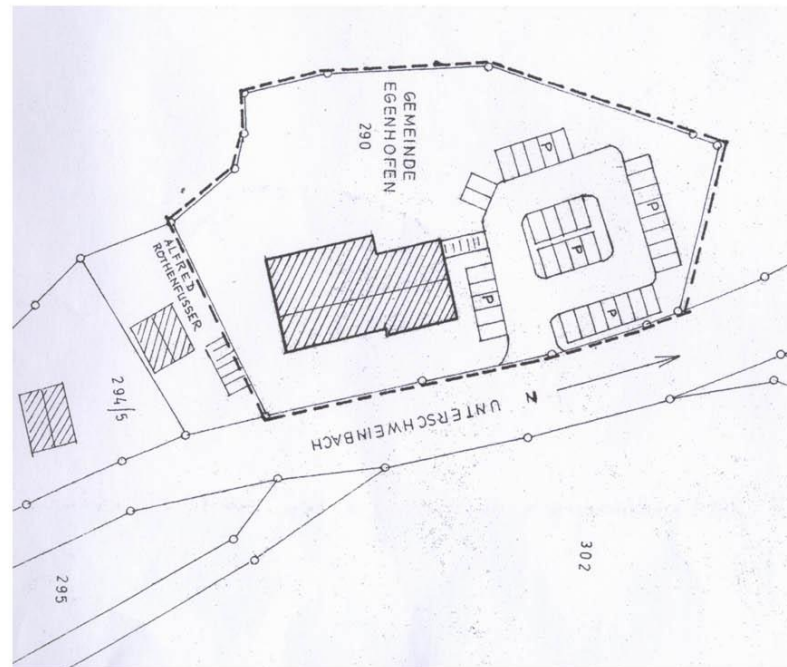 GEMEINDE
EGENHOFEN
290
P
P
P
P
P
ALFRED
ROTHENFUSSER
294/5
N. UNTERSCHWEINBACH
302
295